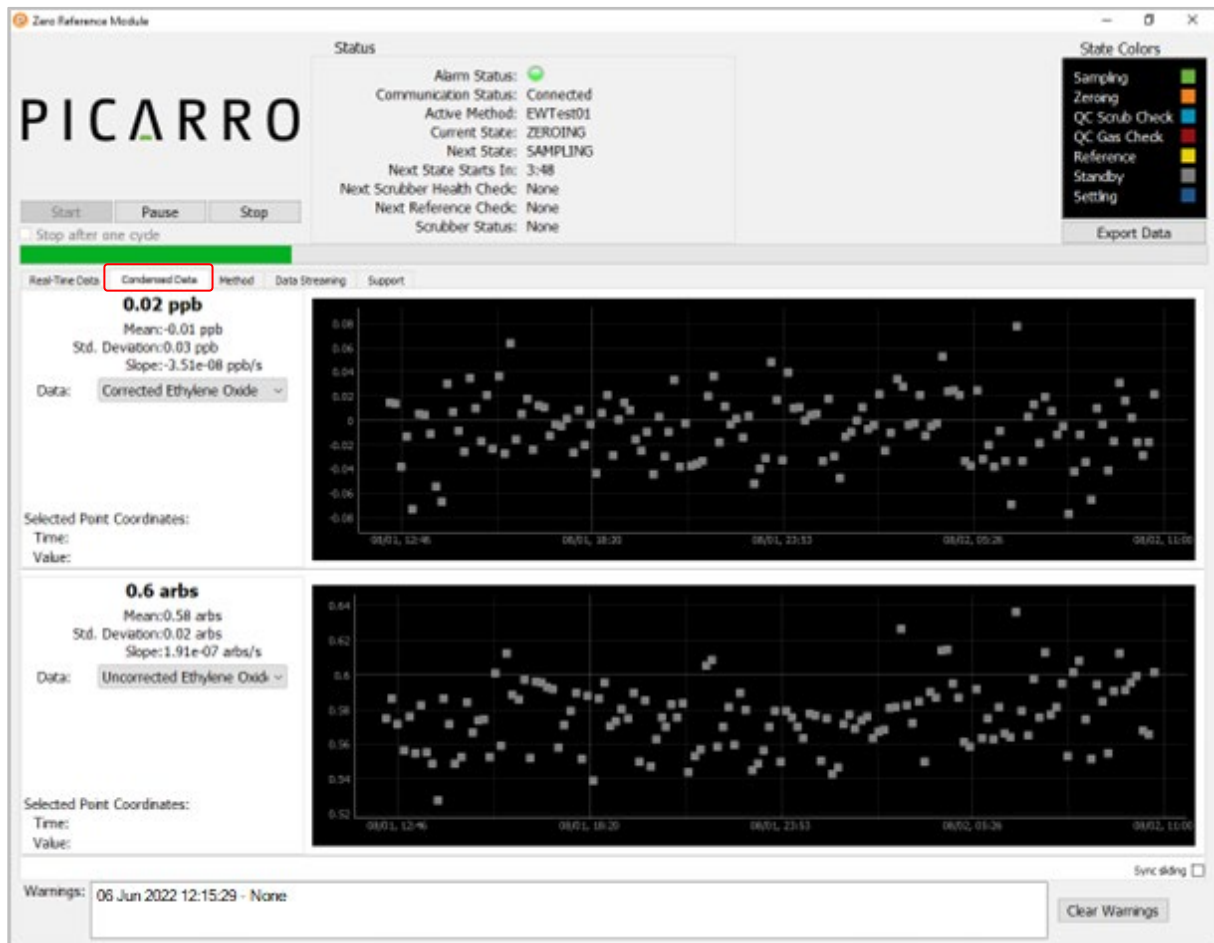 Zero Reference Module
PICARRO
Start Pause Stop
Stop after one cycle
Status
Alarm Status:
Communication Status: Connected
Active Method: EWTest01
Current State: ZEROING
Next State: SAMPLING
Next State Starts In: 3:48
Next Scrubber Health Check: None
Next Reference Check: None
Scrubber Status: None
State Colors
Sampling
Zeroing
QC Scrub Check
QC Gas Check
Reference
Standby
Setting
Export Data
Real-Time Data Condensed Data Method Data Streaming Support
0.02 ppb
Mean:-0.01 ppb
Std. Deviation:0.03 ppb
Slope:-3.51e-08 ppb/s
Data: Corrected Ethylene Oxide
Selected Point Coordinates:
Time:
Value:
0.08
0.06
0.04
0.02
0
-0.02
-0.04
-0.06
-0.08
08/01, 12:46 08/01, 18:20 08/01, 23:53 08/02, 05:26 08/02, 11:00
0.6 arbs
Mean:0.58 arbs
Std. Deviation:0.02 arbs
Slope:1.91e-07 arbs/s
Data: Uncorrected Ethylene Oxid
Selected Point Coordinates:
Time:
Value:
0.64
0.62
0.6
0.58
0.56
0.54
0.52
08/01, 12:46 08/01, 18:20 08/01, 23:53 08/02, 05:26 08/02, 11:00
Sync sliding
Warnings: 06 Jun 2022 12:15:29 - None
Clear Warnings